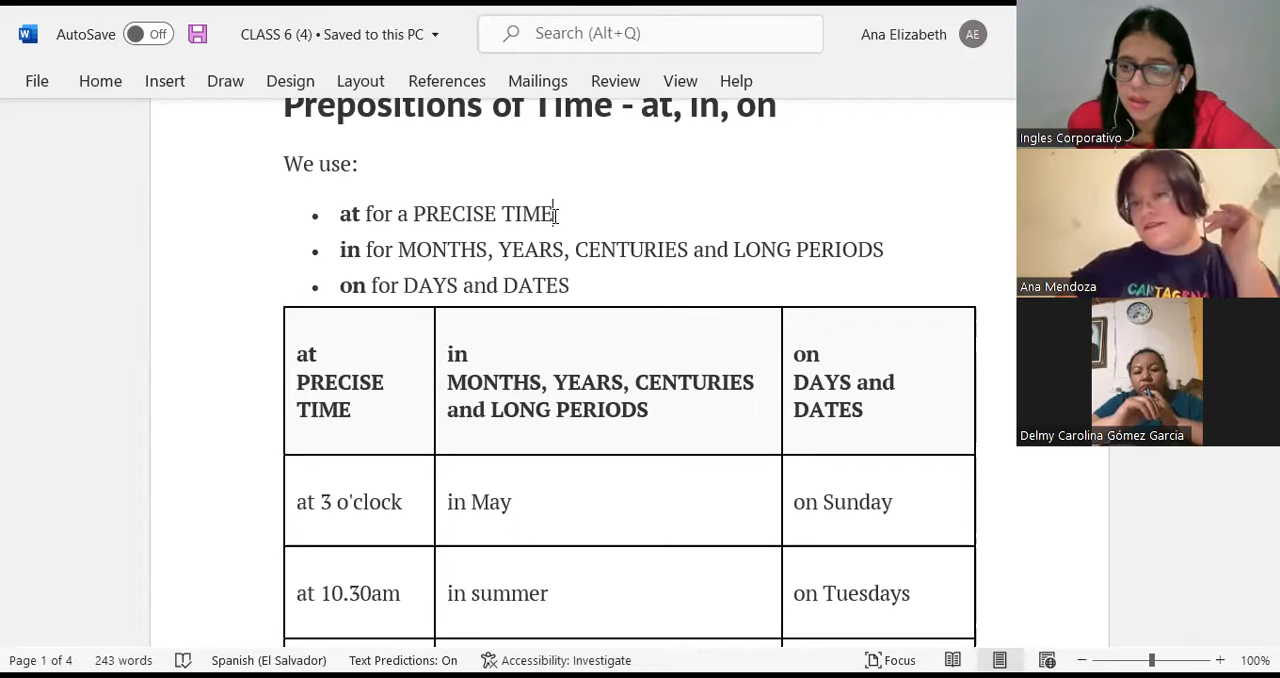 AutoSave Off CLASS 6 (4) • Saved to this PC Search (Alt+Q) Ana Elizabeth AE
File Home Insert Draw Design Layout References Mailings Review View Help
Prepositions of Time - at, in, on
We use:
• at for a PRECISE TIME
• in for MONTHS, YEARS, CENTURIES and LONG PERIODS
• on for DAYS and DATES
at
PRECISE
TIME
in
MONTHS, YEARS, CENTURIES
and LONG PERIODS
on
DAYS and
DATES
at 3 o'clock in May on Sunday
at 10.30am in summer on Tuesdays
Page 1 of 4 243 words Spanish (El Salvador) Text Predictions: On Accessibility: Investigate Focus 100%
Ingles Corporativo
CARTAGENA
Ana Mendoza
Delmy Carolina Gómez Garcia